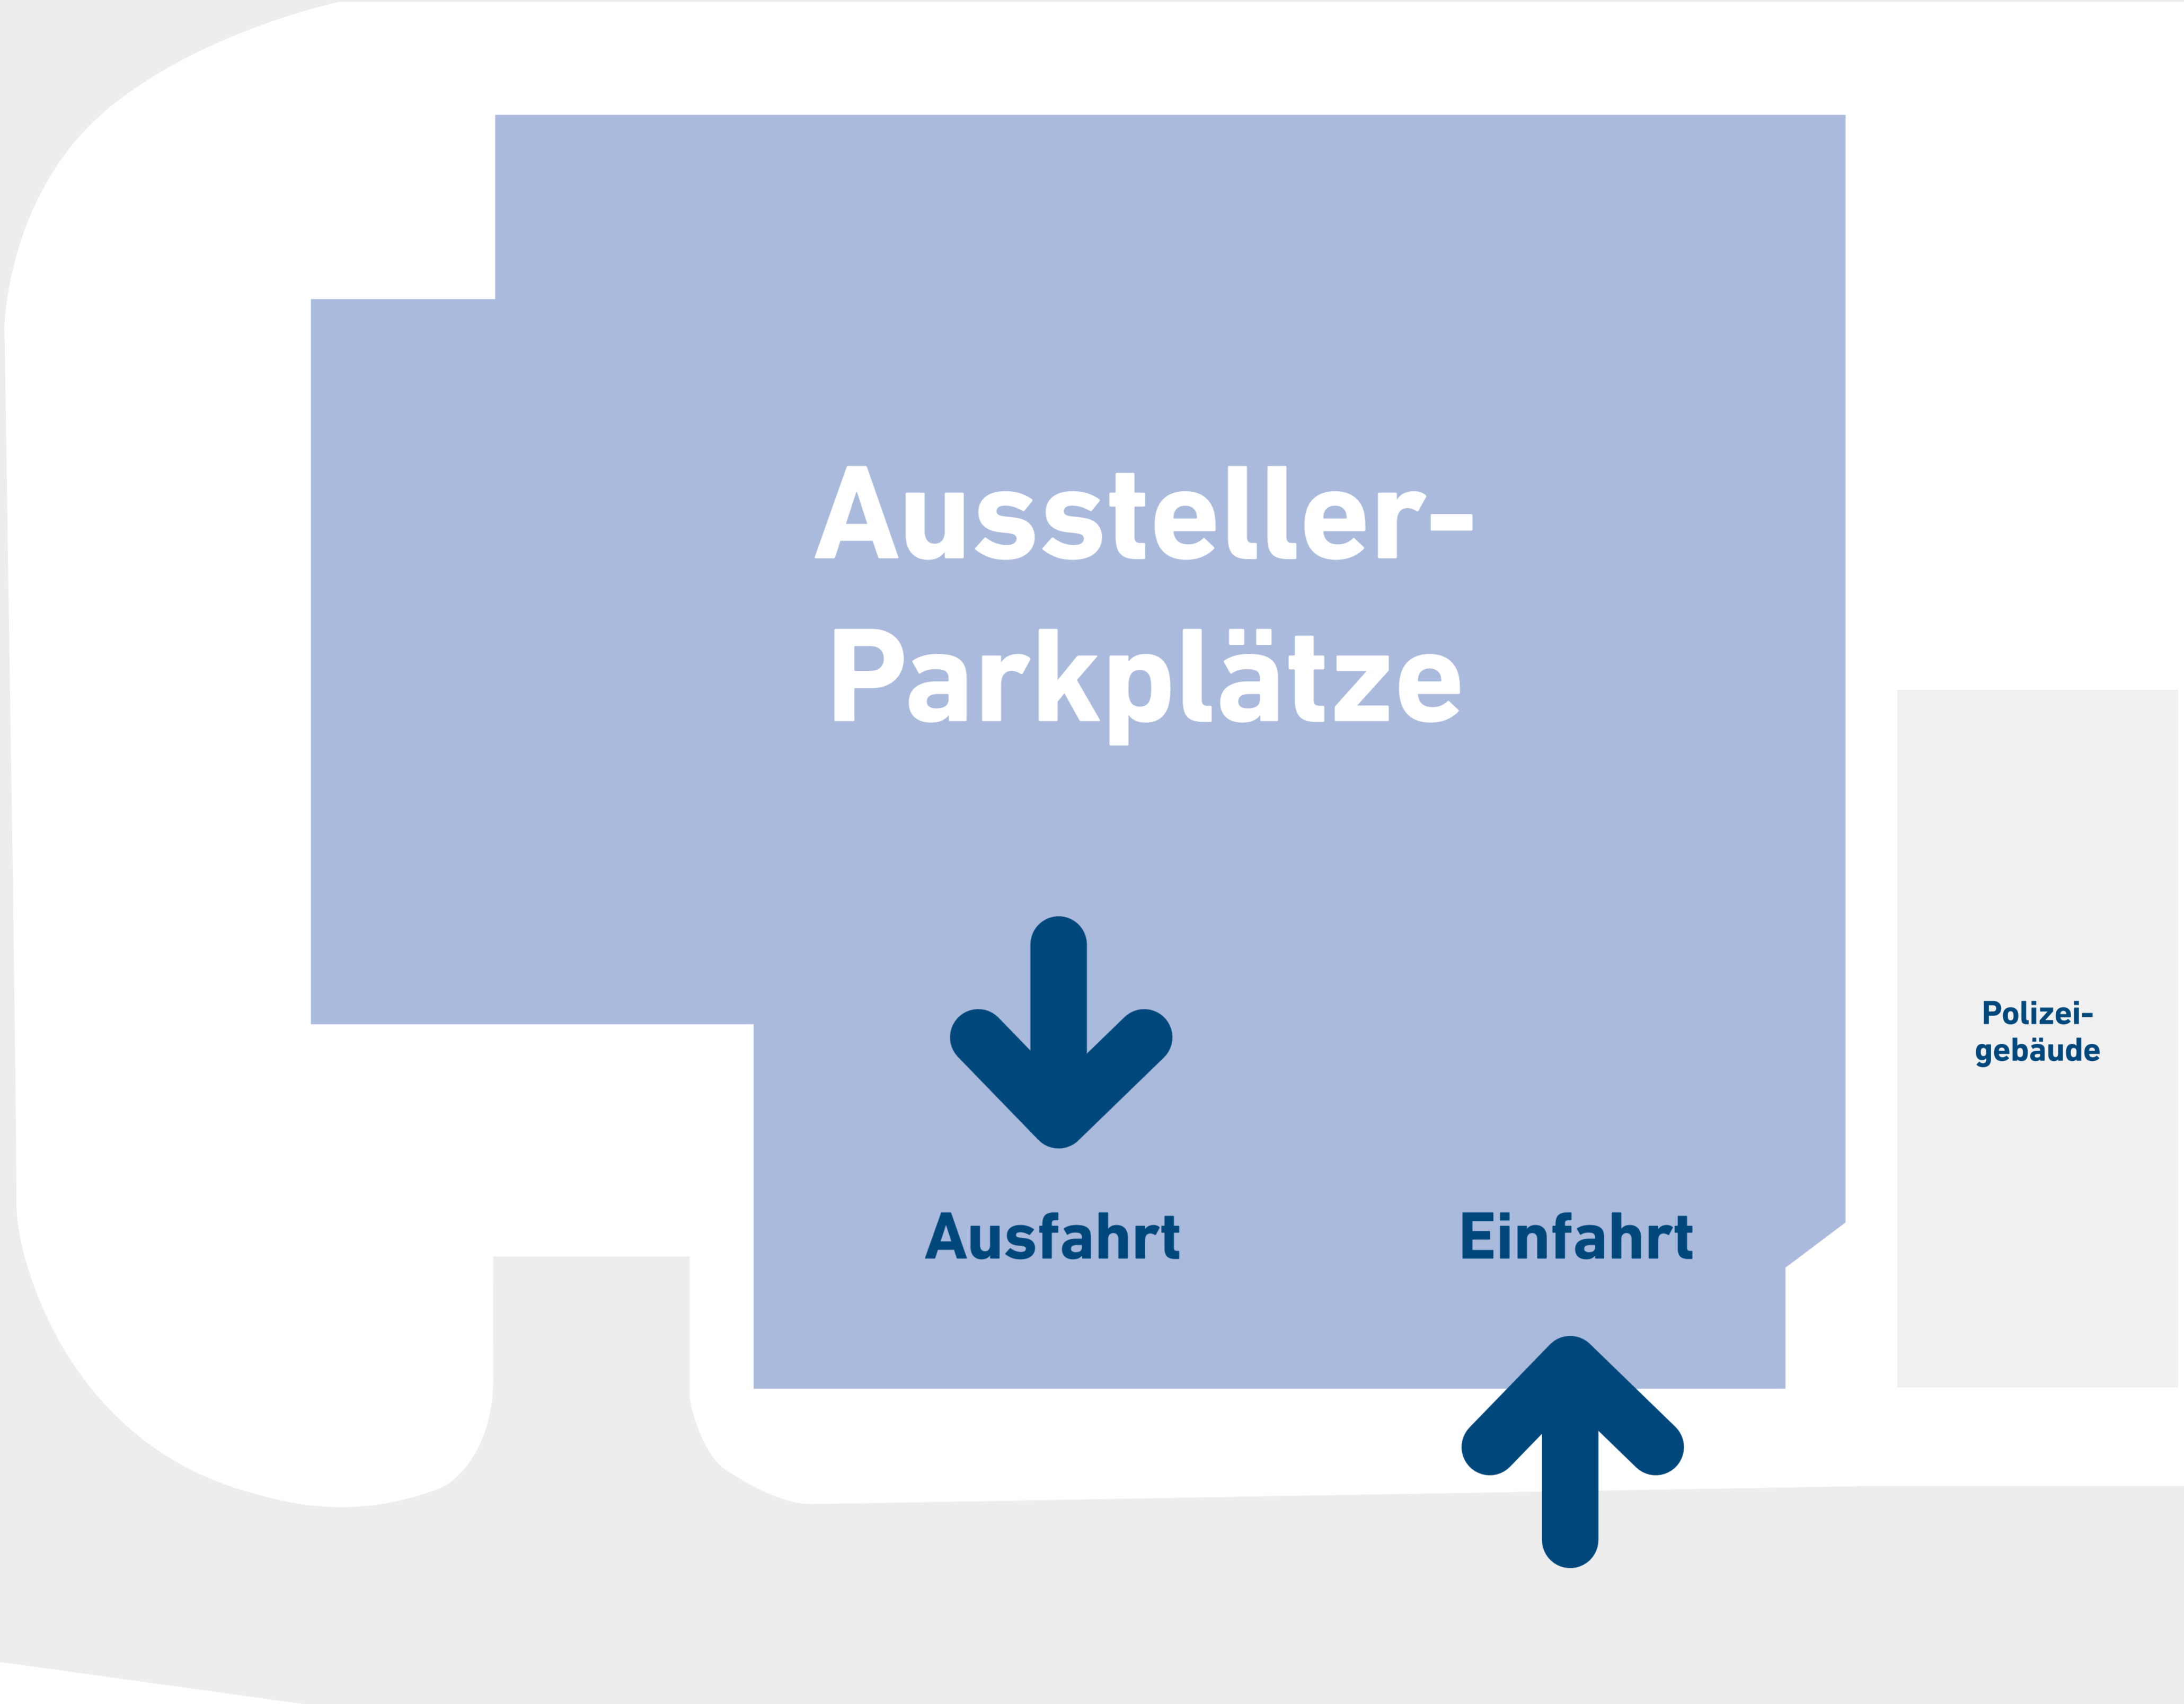 Aussteller-
Parkplätze
Polizei-
gebäude
Ausfahrt
Einfahrt